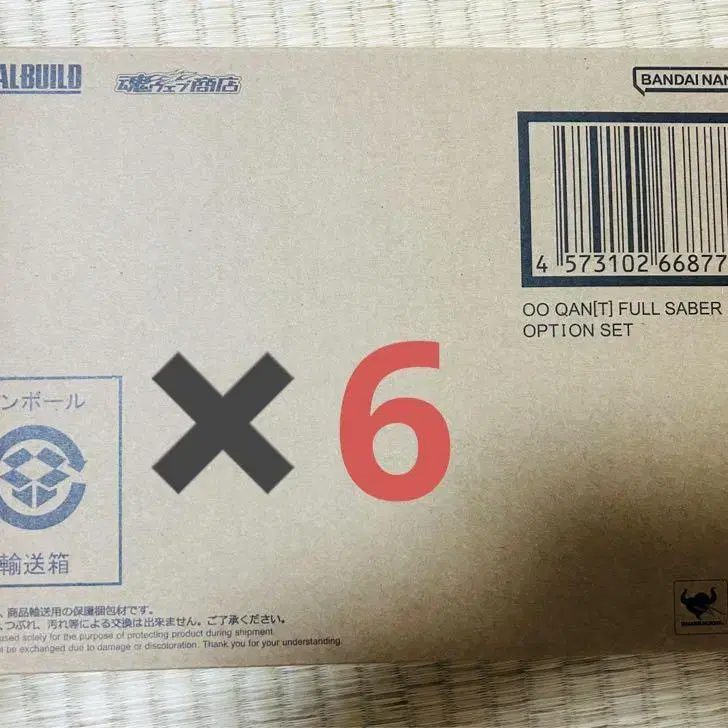 ALBUILD
魂ウェブ商店
BANDAI NAM
4 573102 66877
OO QAN[T] FULL SABER
OPTION SET
✖6
ンボール
輸送箱
、商品輸送用の保護梱包材です。
、つぶれ、汚れ等による交換は出来ません。ご了承ください。
used solely for the purpose of protecting product during shipment
t be exchanged due to damage or discoloration. Thank you for your understanding.